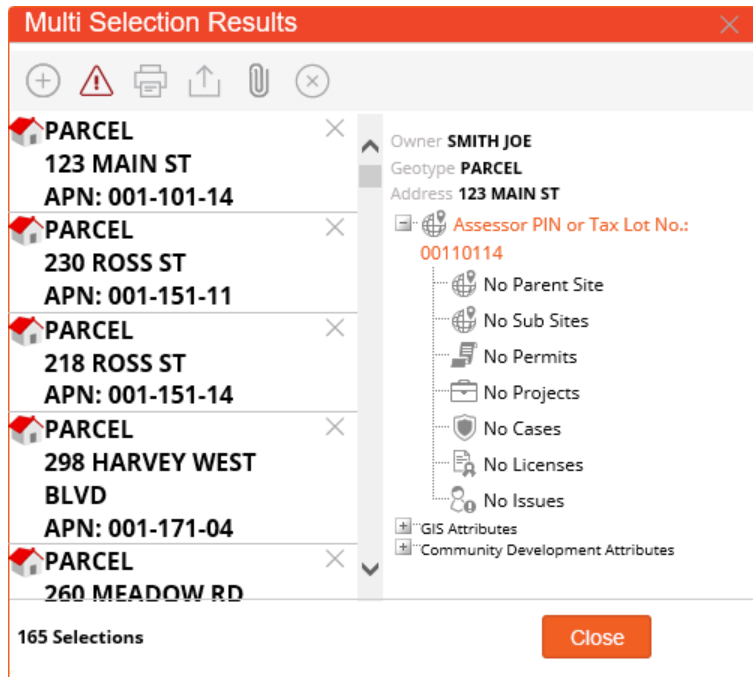 Multi Selection Results
PARCEL
123 MAIN ST
APN: 001-101-14
PARCEL
230 ROSS ST
APN: 001-151-11
PARCEL
218 ROSS ST
APN: 001-151-14
PARCEL
298 HARVEY WEST
BLVD
APN: 001-171-04
PARCEL
260 MEADOW RD
Owner SMITH JOE
Geotype PARCEL
Address 123 MAIN ST
Assessor PIN or Tax Lot No.:
00110114
No Parent Site
No Sub Sites
No Permits
No Projects
No Cases
No Licenses
No Issues
GIS Attributes
Community Development Attributes
165 Selections
Close